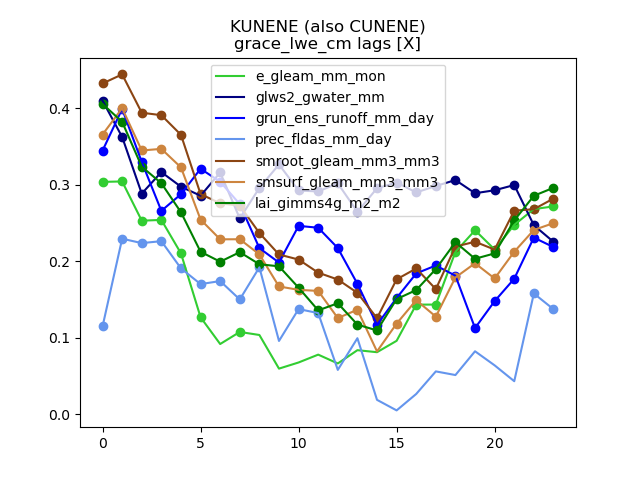 KUNENE (also CUNENE)
grace_lwe_cm lags [X]
e_gleam_mm_mon
glws2_gwater_mm
grun_ens_runoff_mm_day
prec_fldas_mm_day
smroot_gleam_mm3_mm3
smsurf_gleam_mm3_mm3
lai_gimms4g_m2_m2
0.4
0.3
0.2
0.1
0.0
0 5 10 15 20